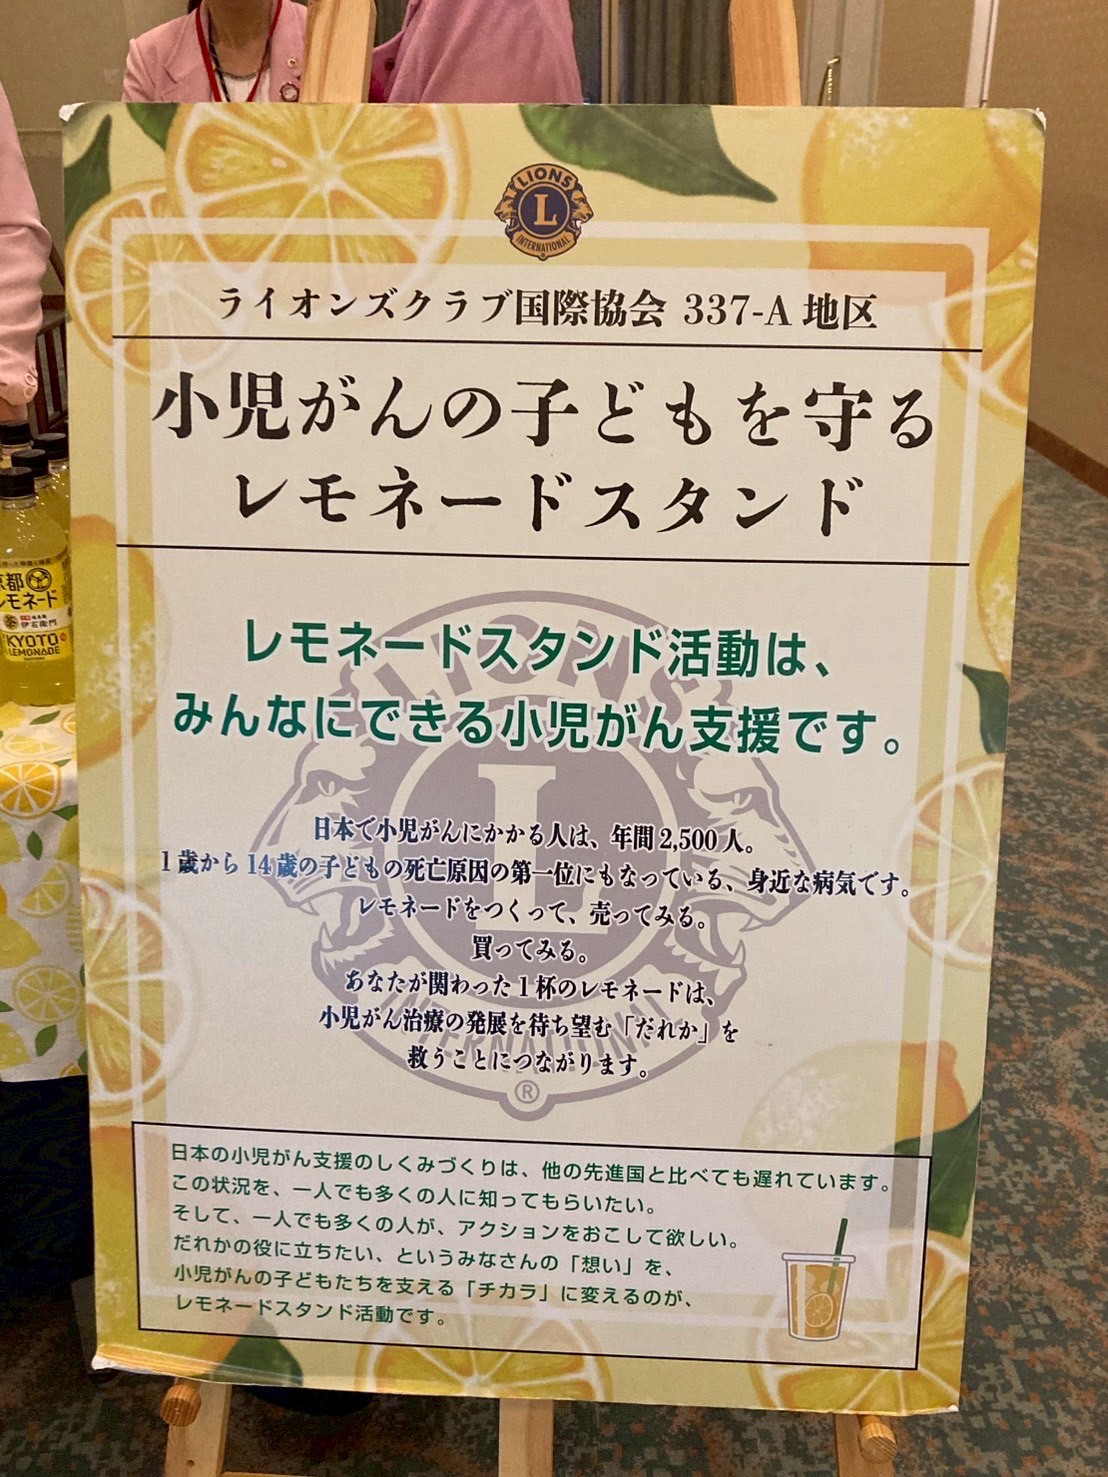 LIONS
L
INTERNATIONAL
ライオンズクラブ国際協会 337-A 地区
小児がんの子どもを守る
レモネードスタンド
レモネードスタンド活動は、
みんなにできる小児がん支援です。
日本で小児がんにかかる人は、年間2,500人。
1歳から14歳の子どもの死亡原因の第一位にもなっている、身近な病気です。
レモネードをつくって、売ってみる。
買ってみる。
あなたが関わった1杯のレモネードは、
小児がん治療の発展を待ち望む「だれか」を
救うことにつながります。
LIONS
L
INTERNATIONAL
®
日本の小児がん支援のしくみづくりは、他の先進国と比べても遅れています。
この状況を、一人でも多くの人に知ってもらいたい。
そして、一人でも多くの人が、アクションをおこして欲しい。
だれかの役に立ちたい、というみなさんの「想い」を、
小児がんの子どもたちを支える「チカラ」に変えるのが、
レモネードスタンド活動です。
京都
レモネード
伊右衛門
KYOTO
LEMONADE